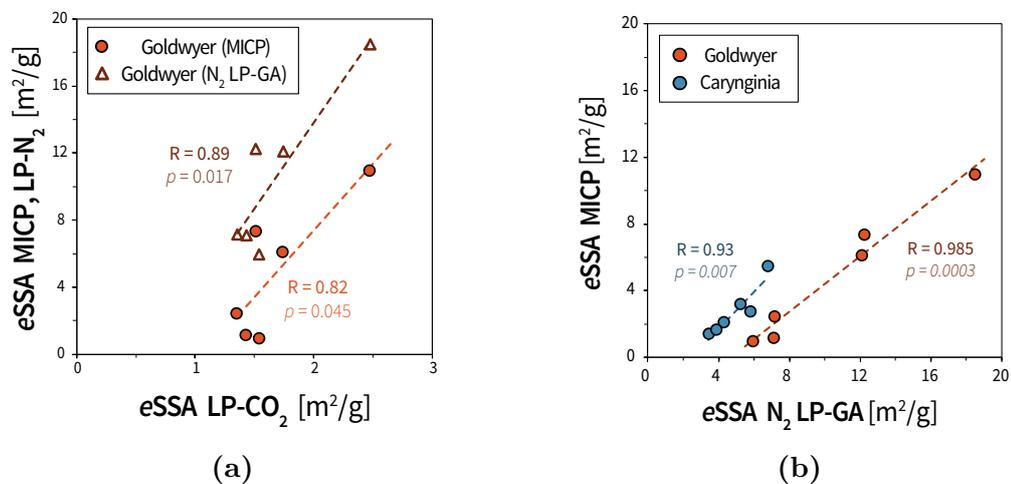 20
16
12
8
4
0
0
1
2
3
eSSA MICP, LP-N2 [m2/g]
Goldwyer (MICP)
Goldwyer (N2 LP-GA)
R = 0.89
p = 0.017
R = 0.82
p = 0.045
eSSA LP-CO2 [m2/g]
(a)
20
16
12
8
4
0
0
4
8
12
16
20
eSSA MICP [m2/g]
Goldwyer
Carynginia
R = 0.93
p = 0.007
R = 0.985
p = 0.0003
eSSA N2 LP-GA [m2/g]
(b)